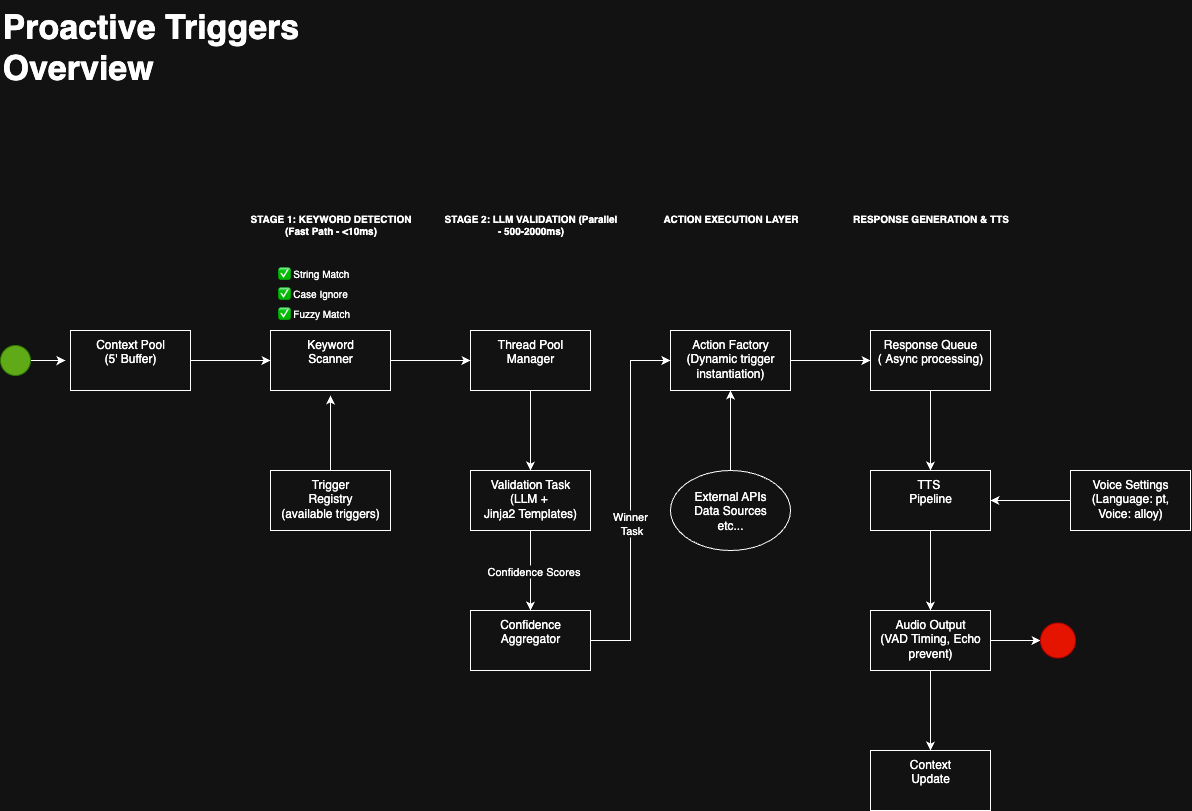 Proactive Triggers
Overview
STAGE 1: KEYWORD DETECTION
(Fast Path - <10ms)
STAGE 2: LLM VALIDATION (Parallel
- 500-2000ms)
ACTION EXECUTION LAYER
RESPONSE GENERATION & TTS
✅ String Match
✅ Case Ignore
✅ Fuzzy Match
Context Pool
(5' Buffer)
Keyword
Scanner
Thread Pool
Manager
Action Factory
(Dynamic trigger
instantiation)
Response Queue
( Async processing)
Trigger
Registry
(available triggers)
Validation Task
(LLM +
Jinja2 Templates)
Winner
Task
External APIs
Data Sources
etc...
TTS
Pipeline
Voice Settings
(Language: pt,
Voice: alloy)
Confidence Scores
Confidence
Aggregator
Audio Output
(VAD Timing, Echo
prevent)
Context
Update